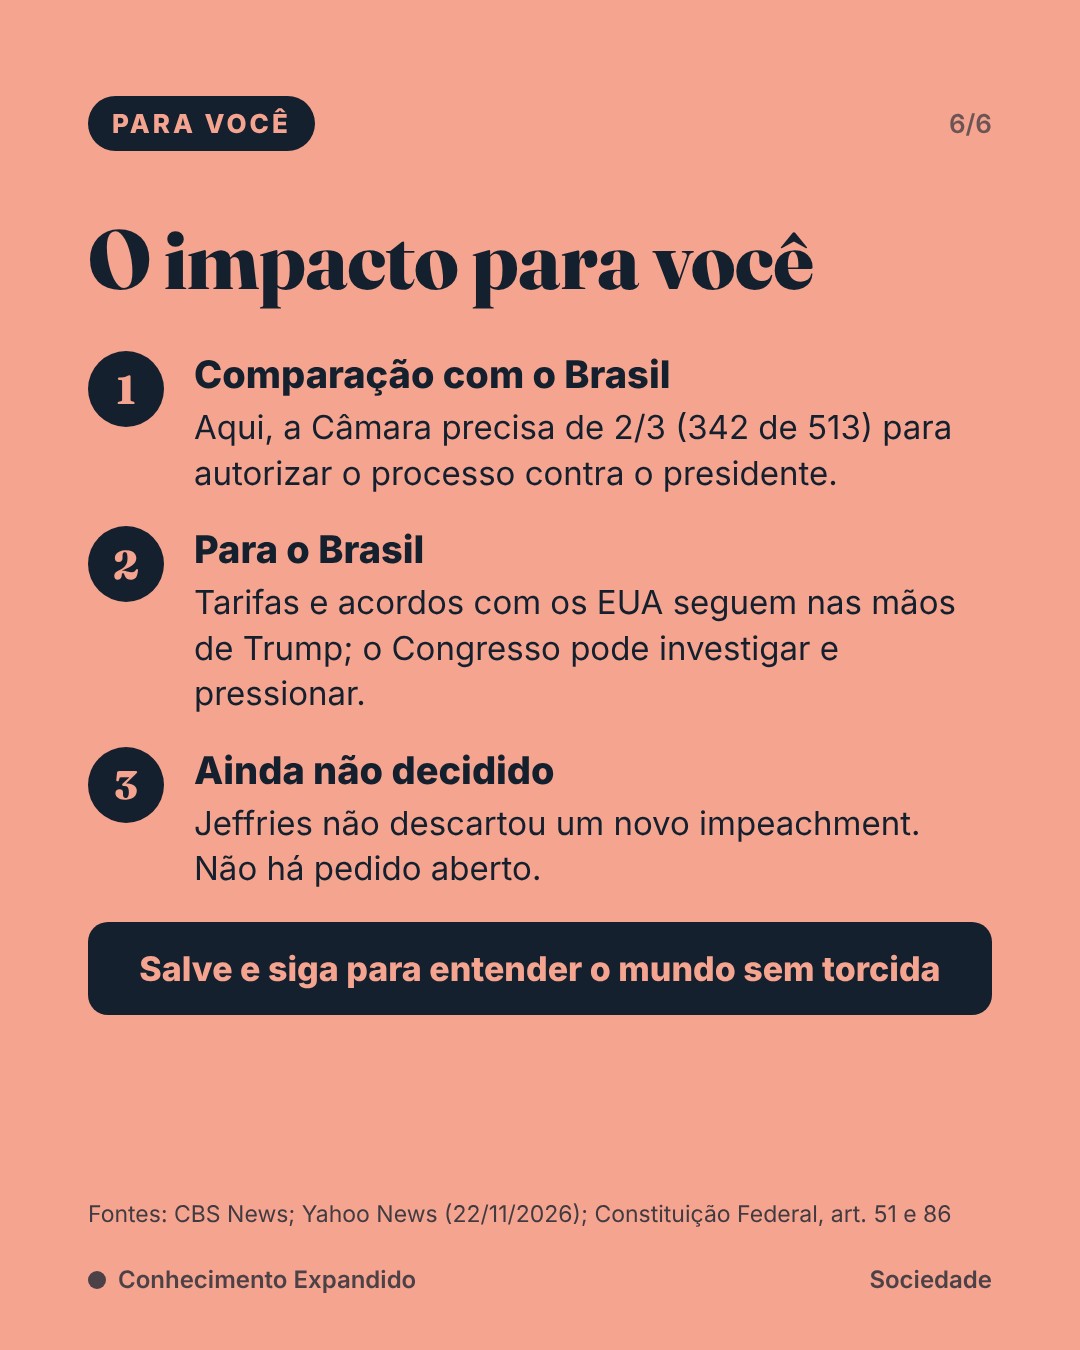 PARA VOCÊ
6/6
O impacto para você
1
Comparação com o Brasil
Aqui, a Câmara precisa de 2/3 (342 de 513) para
autorizar o processo contra o presidente.
2
Para o Brasil
Tarifas e acordos com os EUA seguem nas mãos
de Trump; o Congresso pode investigar e
pressionar.
3
Ainda não decidido
Jeffries não descartou um novo impeachment.
Não há pedido aberto.
Salve e siga para entender o mundo sem torcida
Fontes: CBS News; Yahoo News (22/11/2026); Constituição Federal, art. 51 e 86
Conhecimento Expandido
Sociedade